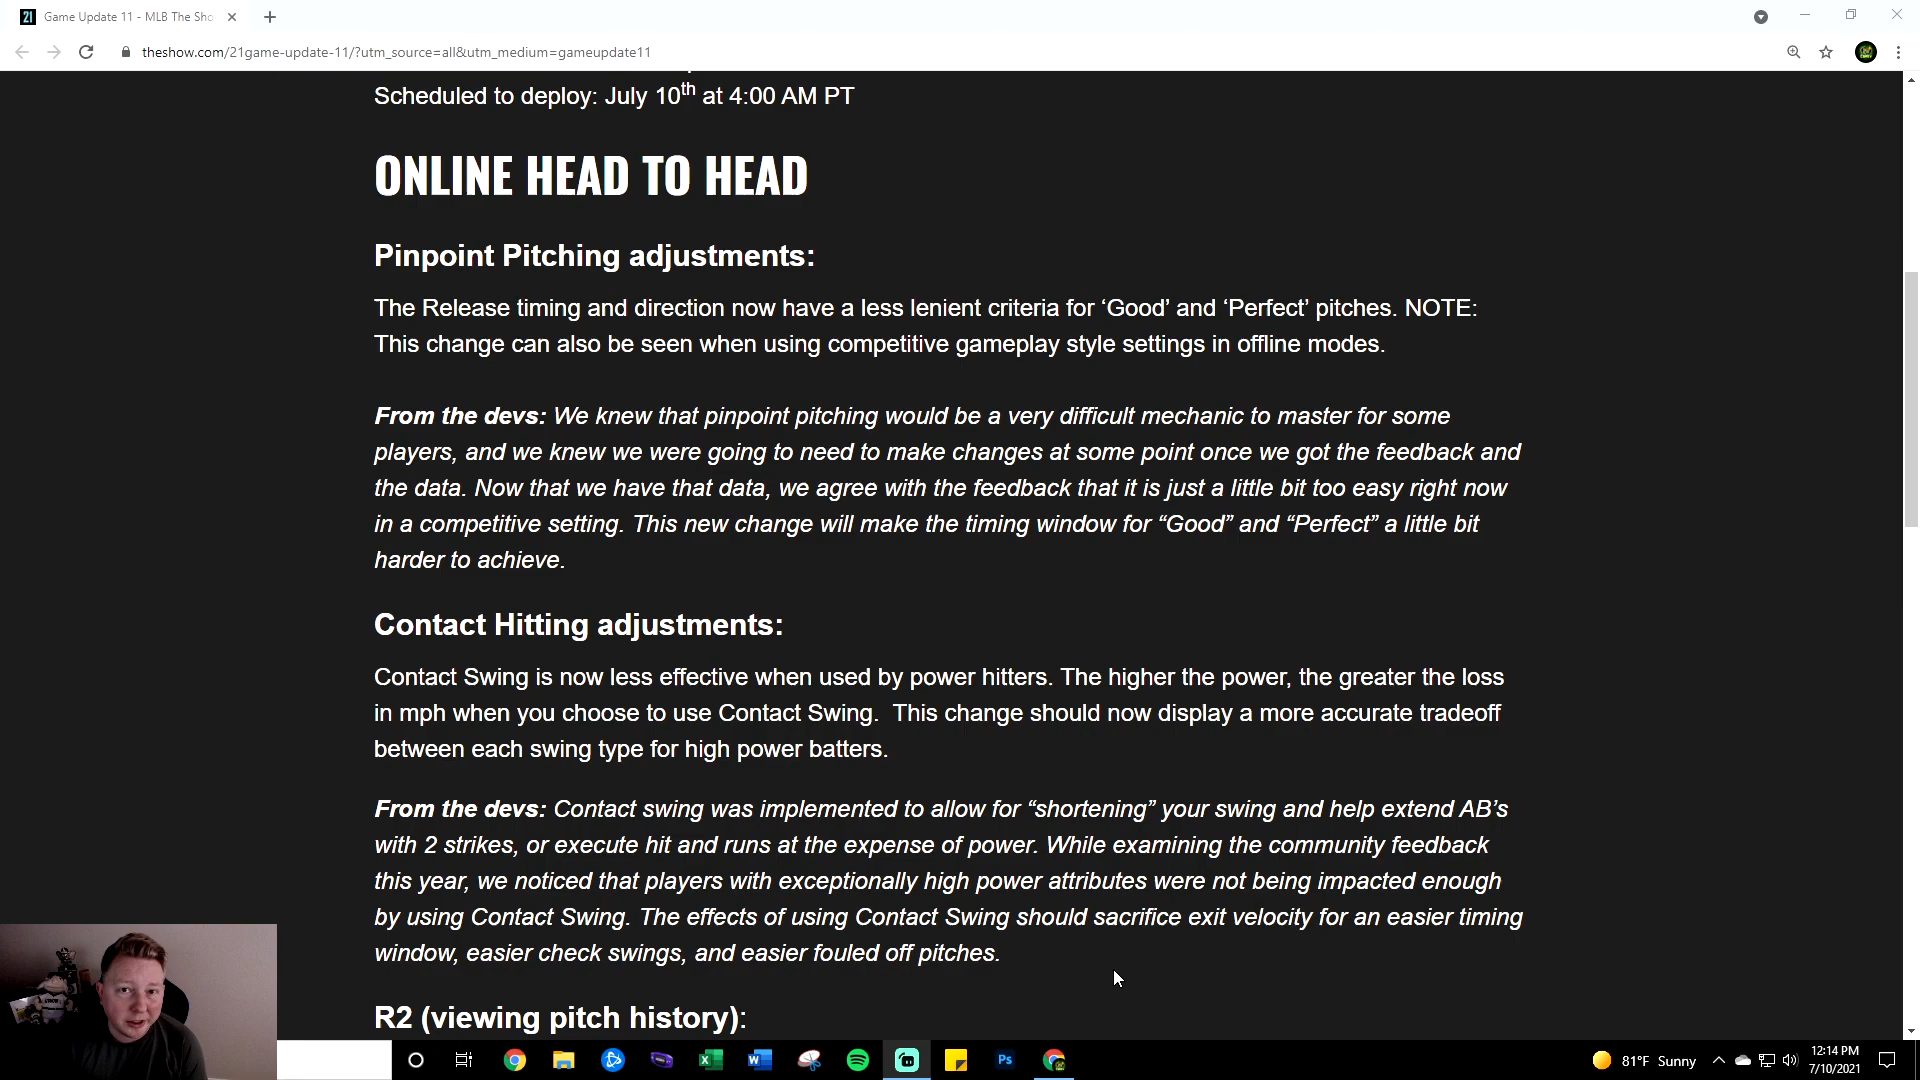 Game Update 11 - MLB The Sho
theshow.com/21game-update-11/?utm_source=all&utm_medium=gameupdate11
Scheduled to deploy: July 10th at 4:00 AM PT
ONLINE HEAD TO HEAD
Pinpoint Pitching adjustments:
The Release timing and direction now have a less lenient criteria for ‘Good’ and ‘Perfect’ pitches. NOTE:
This change can also be seen when using competitive gameplay style settings in offline modes.
From the devs: We knew that pinpoint pitching would be a very difficult mechanic to master for some
players, and we knew we were going to need to make changes at some point once we got the feedback and
the data. Now that we have that data, we agree with the feedback that it is just a little bit too easy right now
in a competitive setting. This new change will make the timing window for “Good” and “Perfect” a little bit
harder to achieve.
Contact Hitting adjustments:
Contact Swing is now less effective when used by power hitters. The higher the power, the greater the loss
in mph when you choose to use Contact Swing.  This change should now display a more accurate tradeoff
between each swing type for high power batters.
From the devs: Contact swing was implemented to allow for “shortening” your swing and help extend AB’s
with 2 strikes, or execute hit and runs at the expense of power. While examining the community feedback
this year, we noticed that players with exceptionally high power attributes were not being impacted enough
by using Contact Swing. The effects of using Contact Swing should sacrifice exit velocity for an easier timing
window, easier check swings, and easier fouled off pitches.
R2 (viewing pitch history):
Ps
81°F Sunny
12:14 PM
7/10/2021